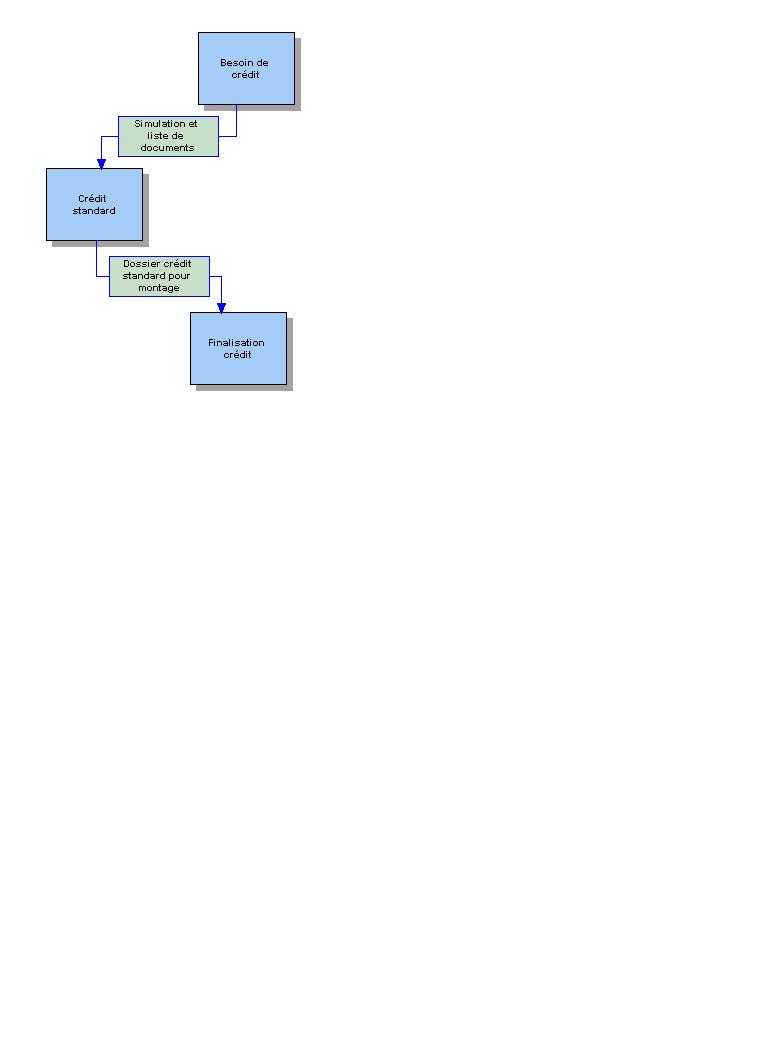 Besoin de
crédit
Simulation et
liste de
documents
Crédit
standard
Dossier crédit
standard pour
montage
Finalisation
crédit